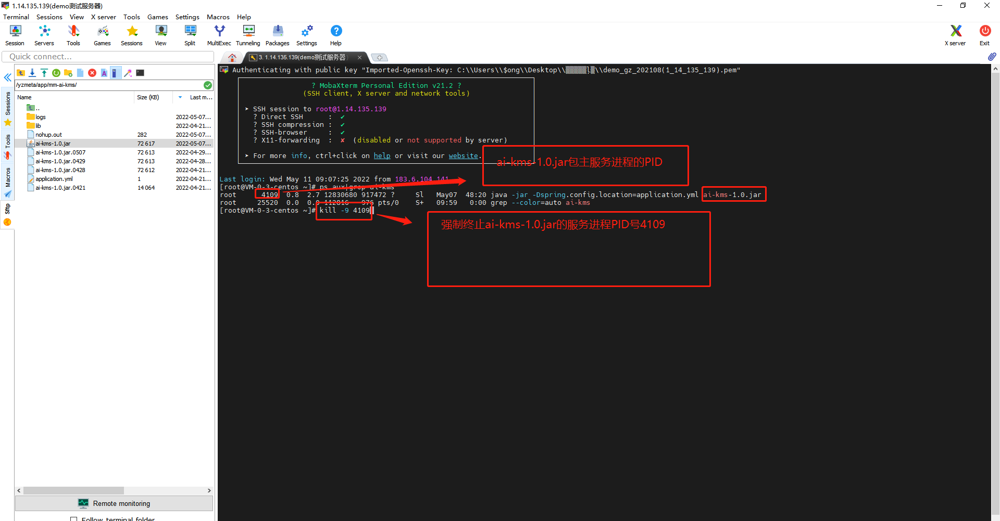 1.14.135.139(demo测试服务器)
Terminal Sessions View X server Tools Games Settings Macros Help
Session Servers Tools Games Sessions View Split MultiExec Tunneling Packages Settings Help X server Exit
Quick connect...
3. 1.14.135.139(demo测试服务器
/yzmeta/app/mm-ai-kms/
Name Size (KB) Last m...
..
logs 2022-05-07...
lib 2022-04-21...
nohup.out 282 2022-05-07...
ai-kms-1.0.jar 72 617 2022-05-07...
ai-kms-1.0.jar.0507 72 613 2022-04-29...
ai-kms-1.0.jar.0429 72 613 2022-04-28...
ai-kms-1.0.jar.0428 72 612 2022-04-21...
application.yml 1 2022-04-21...
ai-kms-1.0.jar.0421 14 064 2022-04-21...
Sessions
Tools
Macros
Sftp
Remote monitoring
Follow terminal folder
Authenticating with public key "Imported-Openssh-Key: C:\\Users\\$ong\\Desktop\\▒▒▒▒▒ļ▒\\demo_gz_202108(1_14_135_139).pem"
? MobaXterm Personal Edition v21.2 ?
(SSH client, X server and network tools)
➤ SSH session to root@1.14.135.139
? Direct SSH : ✔
? SSH compression : ✔
? SSH-browser : ✔
? X11-forwarding : ✘ (disabled or not supported by server)
➤ For more info, ctrl+click on help or visit our website.
ai-kms-1.0.jar包主服务进程的PID
Last login: Wed May 11 09:07:25 2022 from 183.6.104.141
[root@VM-0-3-centos ~]# ps aux|grep ai-kms
root 4109 0.8 2.7 12830680 917472 ? Sl May07 48:20 java -jar -Dspring.config.location=application.yml ai-kms-1.0.jar
root 25520 0.0 0.0 112816 976 pts/0 S+ 09:59 0:00 grep --color=auto ai-kms
[root@VM-0-3-centos ~]# kill -9 4109
强制终止ai-kms-1.0.jar的服务进程PID号4109